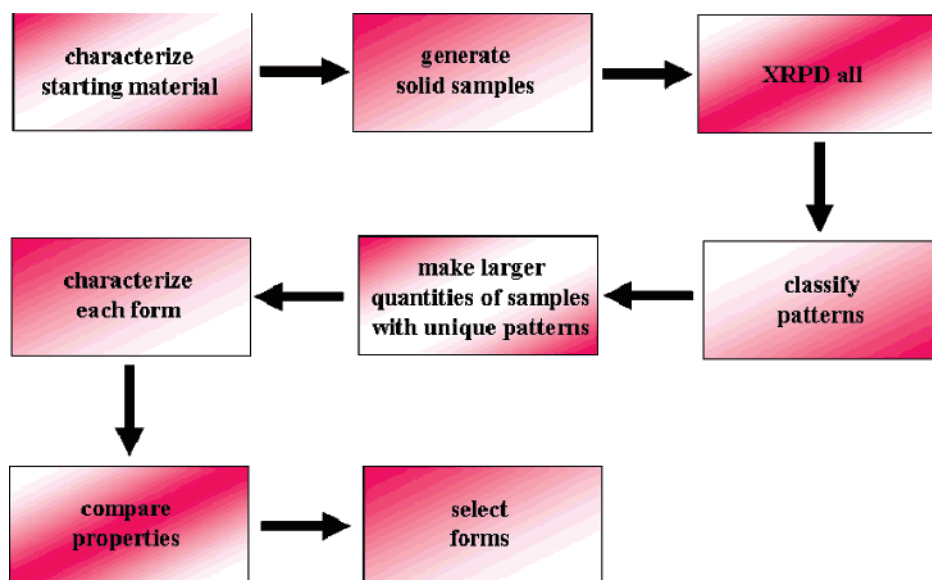 characterize
starting material
generate
solid samples
XRPD all
classify
patterns
make larger
quantities of samples
with unique patterns
characterize
each form
compare
properties
select
forms